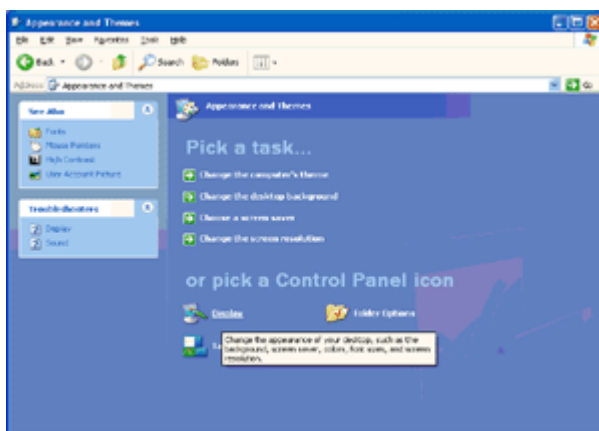 Appearance and Themes
File Edit View Favorites Tools Help
Back Search Folders
Address Appearance and Themes Go
See Also
Fonts
Mouse Pointers
High Contrast
User Account Picture
Troubleshooters
Display
Sound
Appearance and Themes
Pick a task...
Change the computer's theme
Change the desktop background
Choose a screen saver
Change the screen resolution
or pick a Control Panel icon
Display Folder Options
Change the appearance of your desktop, such as the
background, screen saver, colors, font sizes, and screen
resolution.